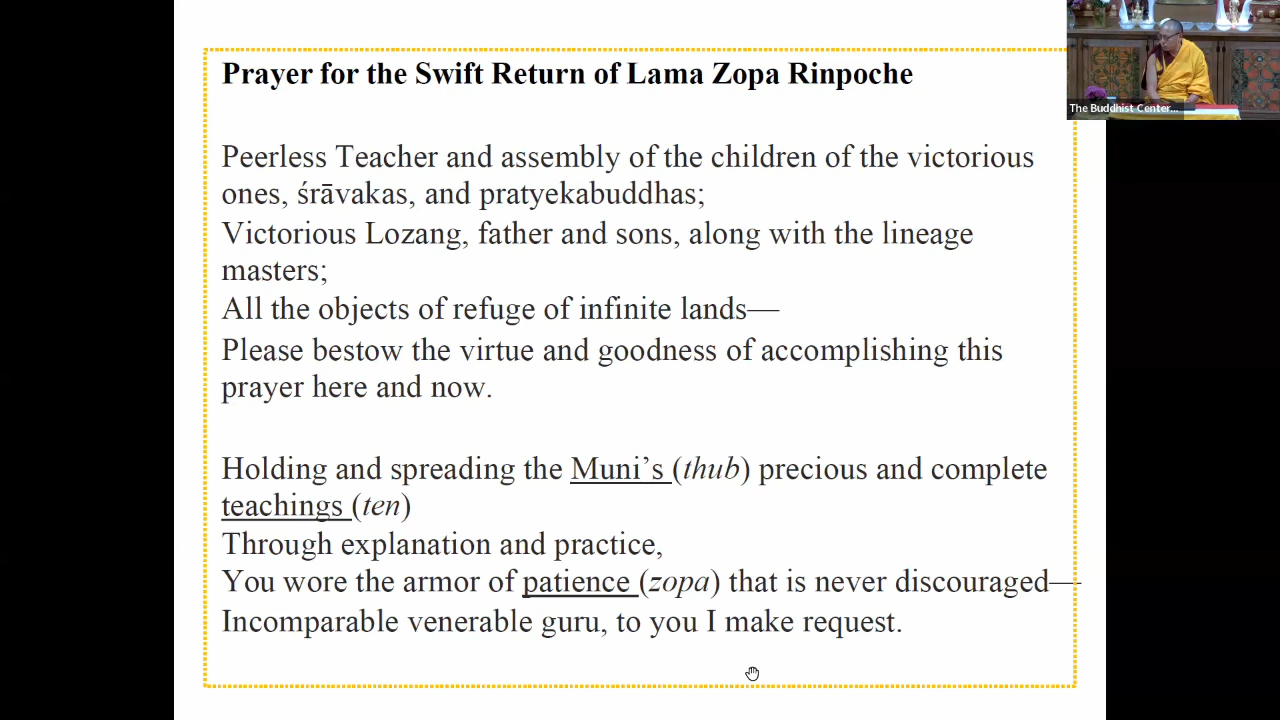 Prayer for the Swift Return of Lama Zopa Rinpoche
The Buddhist Center...
Peerless Teacher and assembly of the children of the victorious
ones, śrāvakas, and pratyekabuddhas;
Victorious Lozang, father and sons, along with the lineage
masters;
All the objects of refuge of infinite lands—
Please bestow the virtue and goodness of accomplishing this
prayer here and now.
Holding and spreading the Muni’s (thub) precious and complete
teachings (ten)
Through explanation and practice,
You wore the armor of patience (zopa) that is never discouraged—
Incomparable venerable guru, to you I make request.